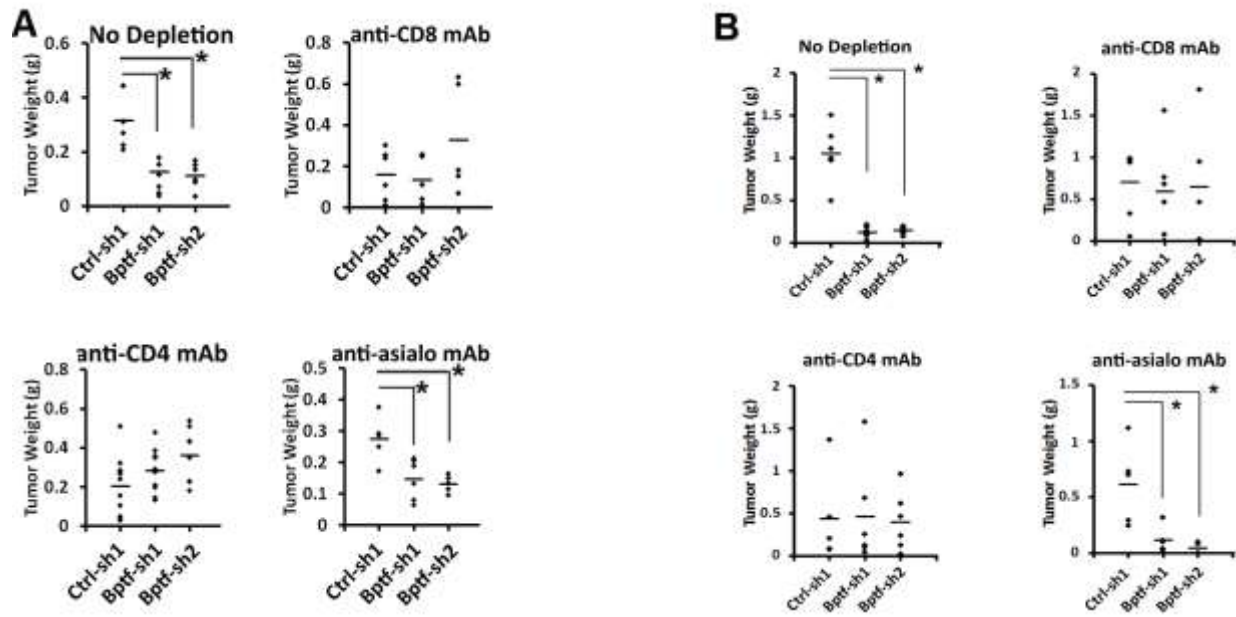 A
No Depletion
Tumor Weight (g)
0.6
0.4
0.2
0
*
*
Ctrl-sh1
Bptf-sh1
Bptf-sh2
anti-CD8 mAb
Tumor Weight (g)
0.8
0.6
0.4
0.2
0
Ctrl-sh1
Bptf-sh1
Bptf-sh2
anti-CD4 mAb
Tumor Weight (g)
0.8
0.6
0.4
0.2
0
Ctrl-sh1
Bptf-sh1
Bptf-sh2
anti-asialo mAb
Tumor Weight (g)
0.5
0.4
0.3
0.2
0.1
0
*
*
Ctrl-sh1
Bptf-sh1
Bptf-sh2
B
No Depletion
Tumor Weight (g)
2
1.5
1
0.5
0
*
*
Ctrl-sh1
Bptf-sh1
Bptf-sh2
anti-CD8 mAb
Tumor Weight (g)
2
1.5
1
0.5
0
Ctrl-sh1
Bptf-sh1
Bptf-sh2
anti-CD4 mAb
Tumor Weight (g)
2
1.5
1
0.5
0
Ctrl-sh1
Bptf-sh1
Bptf-sh2
anti-asialo mAb
Tumor Weight (g)
1.5
1
0.5
0
*
*
Ctrl-sh1
Bptf-sh1
Bptf-sh2